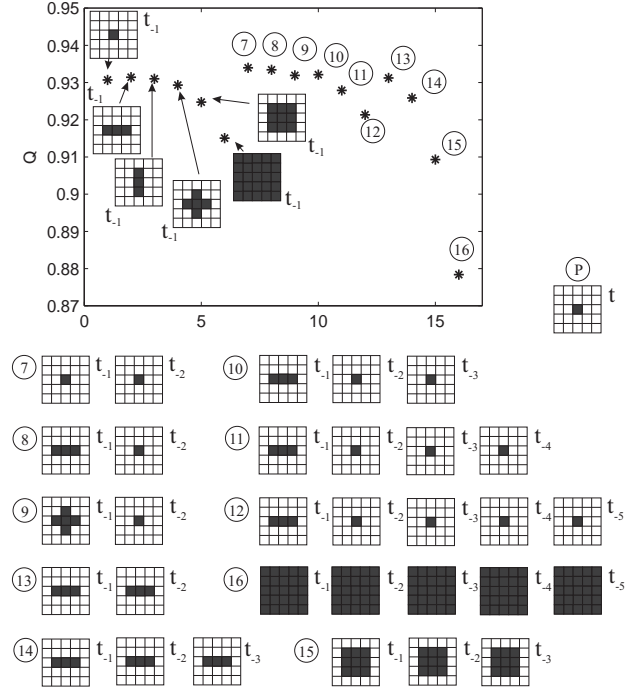 0.95
0.94
0.93
0.92
0.91
0.9
0.89
0.88
0.87
Q
0 5 10 15
t-1
t-1
t-1
t-1
t-1
t-1
7 8 9 10 11 12 13 14 15 16
P t
7 t-1 t-2
10 t-1 t-2 t-3
8 t-1 t-2
11 t-1 t-2 t-3 t-4
9 t-1 t-2
12 t-1 t-2 t-3 t-4 t-5
13 t-1 t-2
16 t-1 t-2 t-3 t-4 t-5
14 t-1 t-2 t-3
15 t-1 t-2 t-3